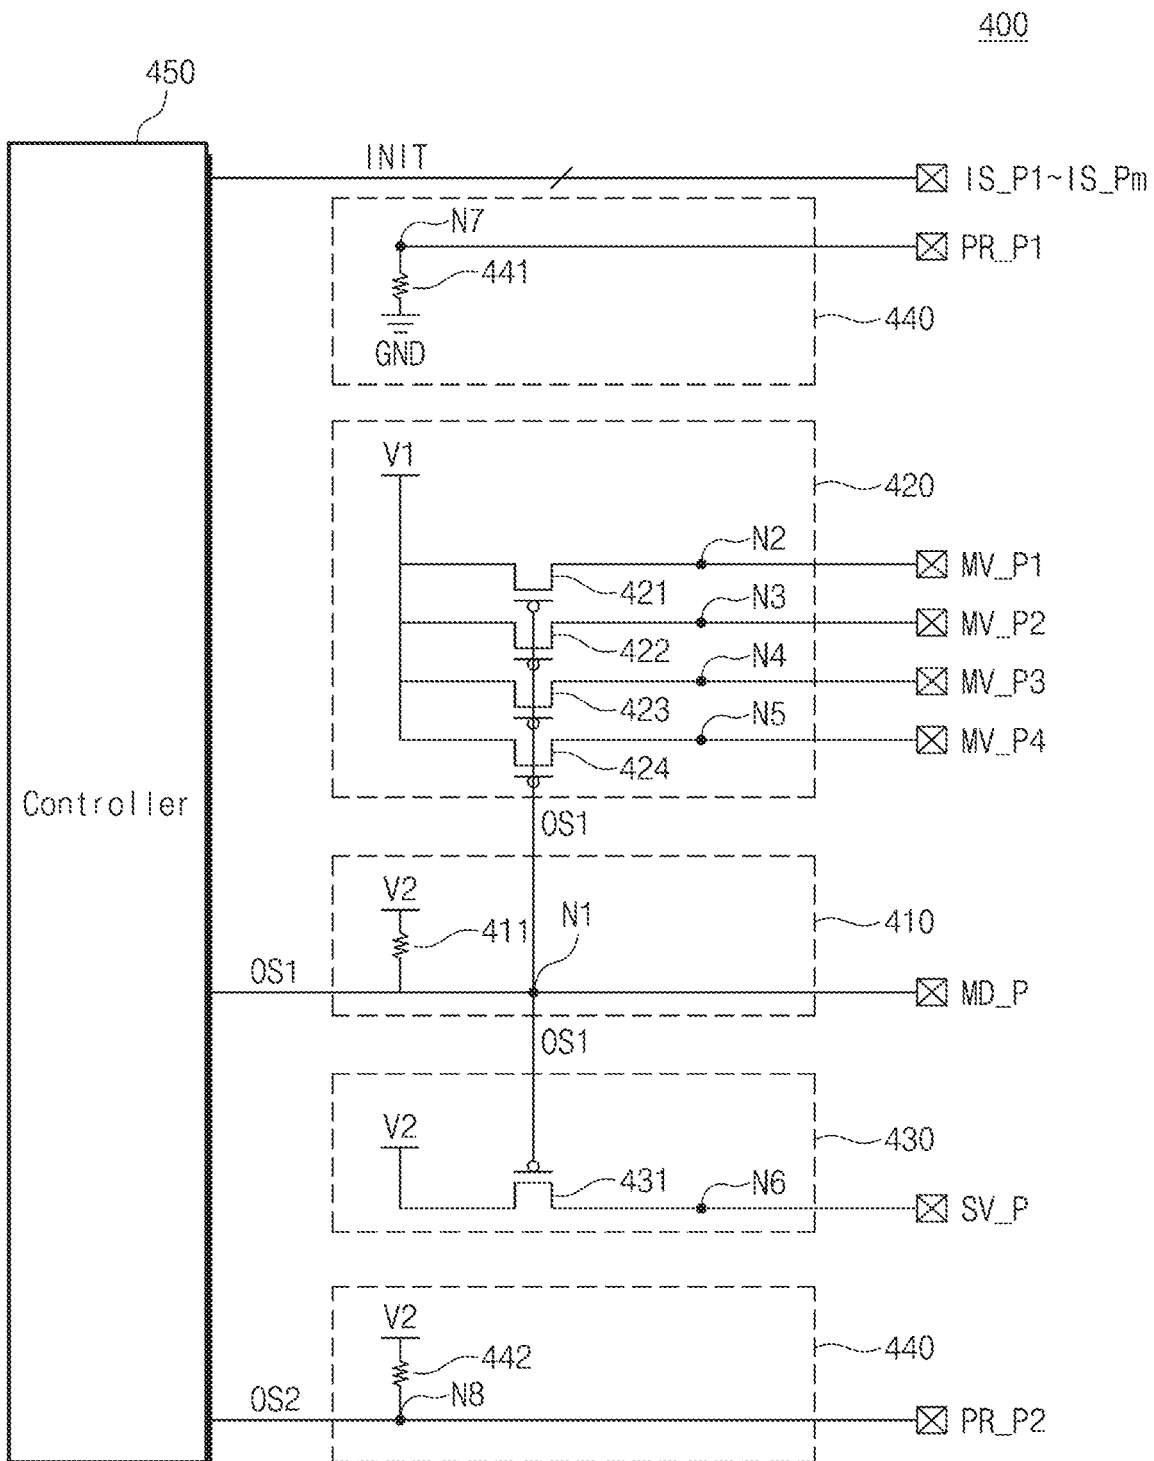 400
450
INIT
IS_P1~IS_Pm
N7
PR_P1
441
440
GND
V1
420
N2
MV_P1
421
N3
MV_P2
422
N4
MV_P3
423
N5
MV_P4
424
Controller
OS1
V2
N1
410
411
OS1
MD_P
OS1
V2
430
431
N6
SV_P
V2
442
440
OS2
N8
PR_P2